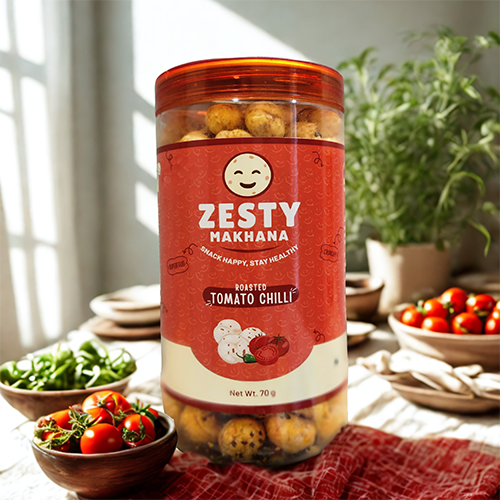 ZESTY
MAKHANA
SNACK HAPPY, STAY HEALTHY
ROASTED
TOMATO CHILLI
Net Wt. 70 g